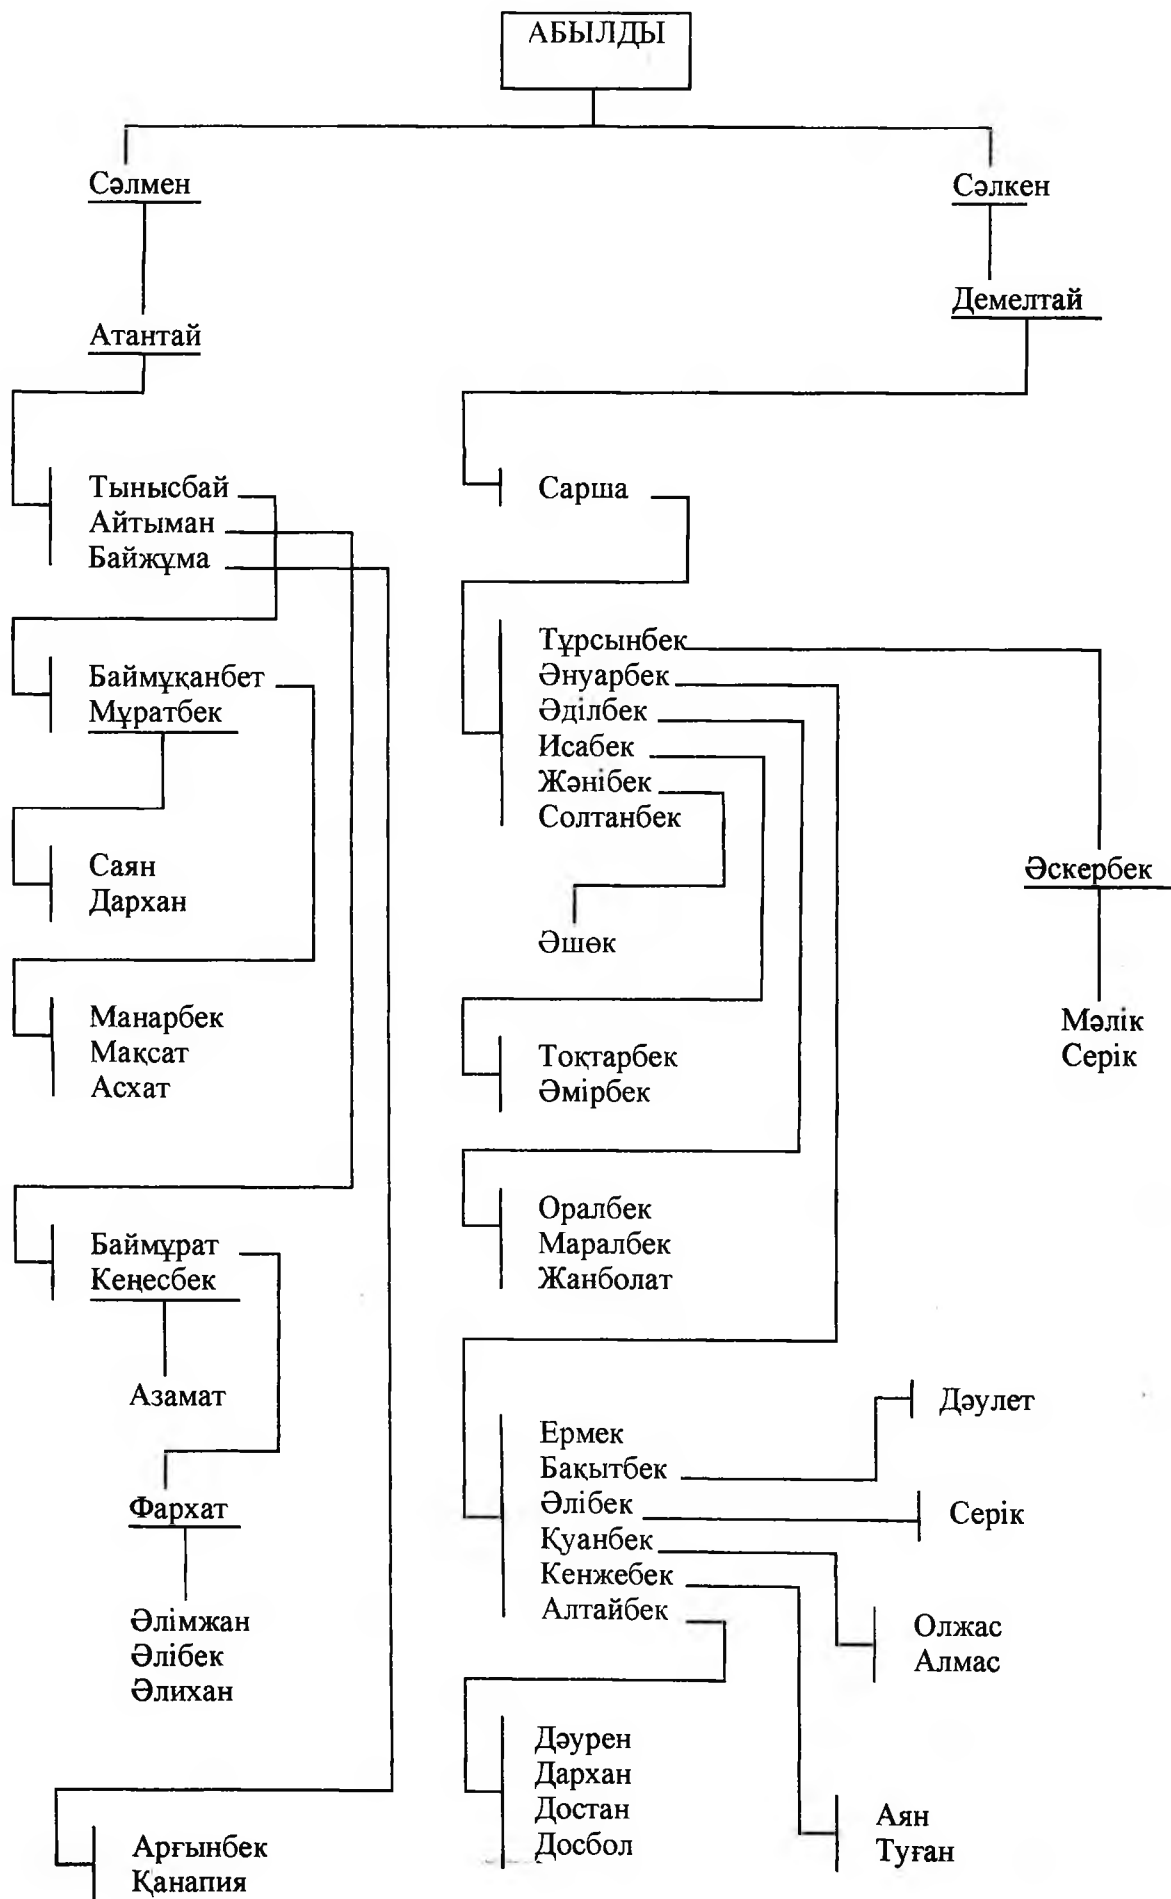 АБЫЛДЫ
Сәлмен
Сәлкен
Атантай
Демелтай
Тынысбай
Айтыман
Байжұма
Сарша
Баймұқанбет
Мұратбек
Тұрсынбек
Әнуарбек
Әділбек
Исабек
Жәнібек
Солтанбек
Саян
Дархан
Әшөк
Әскербек
Манарбек
Мақсат
Асхат
Тоқтарбек
Әмірбек
Мәлік
Серік
Баймұрат
Кеңесбек
Оралбек
Маралбек
Жанболат
Азамат
Фархат
Әлімжан
Әлібек
Әлихан
Ермек
Бақытбек
Әлібек
Қуанбек
Кенжебек
Алтайбек
Дәулет
Серік
Олжас
Алмас
Дәурен
Дархан
Достан
Досбол
Аян
Туған
Арғынбек
Қанапия